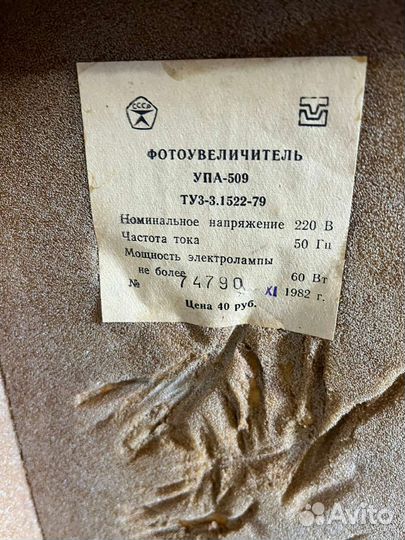 СССР
ФОТОУВЕЛИЧИТЕЛЬ
УПА-509
ТУ3-3.1522-79
Номинальное напряжение 220 В
Частота тока 50 Гц
Мощность электролампы
не более 60 Вт
№ 74790 XI 1982 г.
Цена 40 руб.
Avito